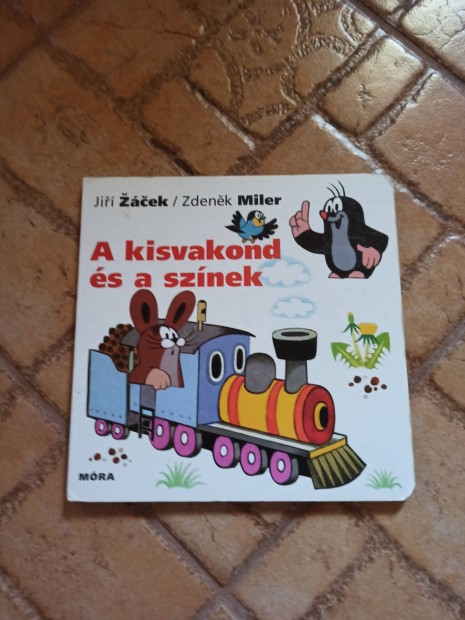 Jiří Žáček / Zdeněk Miler
A kisvakond
és a színek
MÓRA